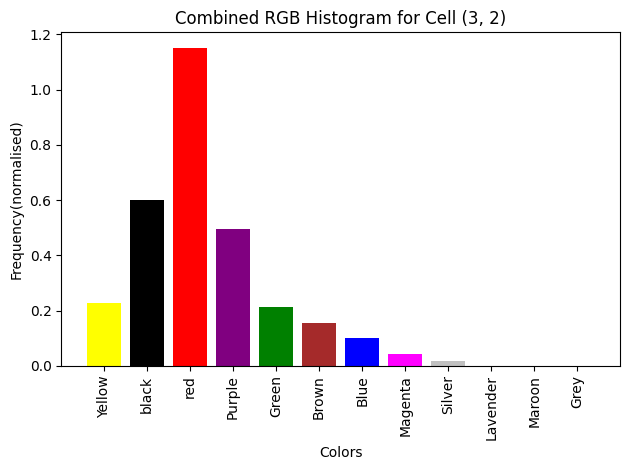 Combined RGB Histogram for Cell (3, 2)
Frequency(normalised)
1.2
1.0
0.8
0.6
0.4
0.2
0.0
Yellow
black
red
Purple
Green
Brown
Blue
Magenta
Silver
Lavender
Maroon
Grey
Colors